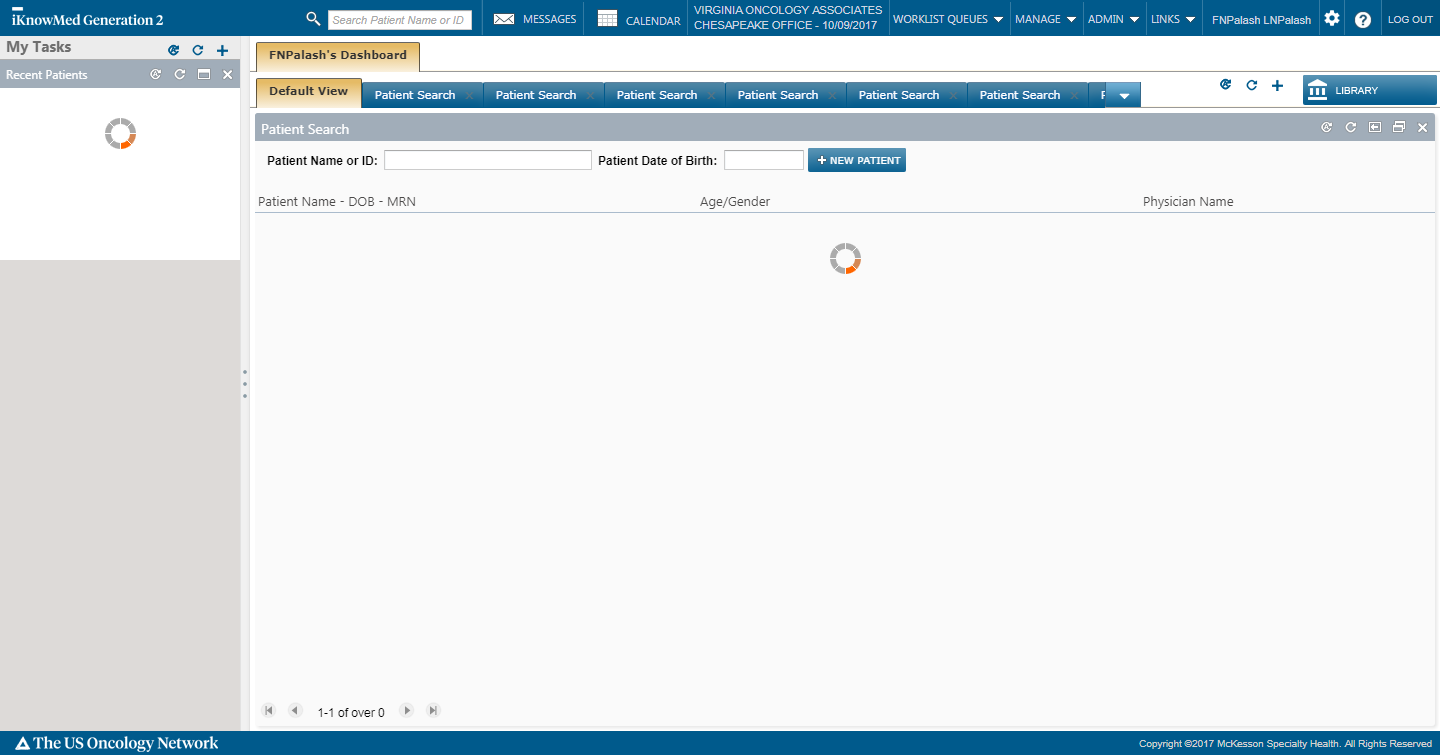 iKnowMed Generation 2
Search Patient Name or ID
MESSAGES
CALENDAR
VIRGINIA ONCOLOGY ASSOCIATES
CHESAPEAKE OFFICE - 10/09/2017
WORKLIST QUEUES
MANAGE
ADMIN
LINKS
FNPalash LNPalash
LOG OUT
My Tasks
FNPalash's Dashboard
Recent Patients
Default View
Patient Search
Patient Search
Patient Search
Patient Search
Patient Search
Patient Search
LIBRARY
Patient Search
Patient Name or ID:
Patient Date of Birth:
+ NEW PATIENT
Patient Name - DOB - MRN
Age/Gender
Physician Name
1-1 of over 0
The US Oncology Network
Copyright ©2017 McKesson Specialty Health. All Rights Reserved